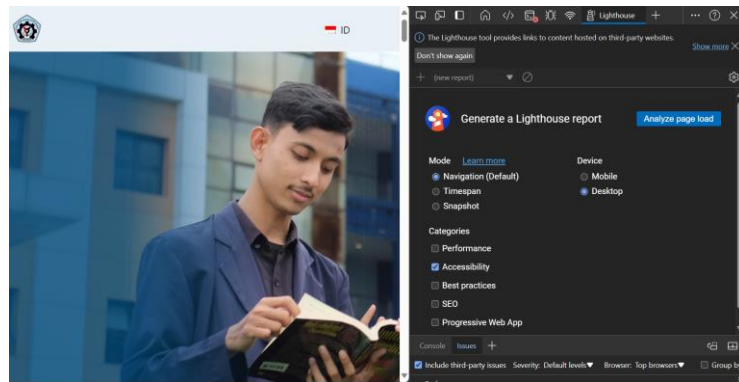 ID
Lighthouse
The Lighthouse tool provides links to content hosted on third-party websites.
Show more
Don't show again
(new report)
Generate a Lighthouse report
Analyze page load
Mode Learn more
Device
Navigation (Default)
Mobile
Timespan
Desktop
Snapshot
Categories
Performance
Accessibility
Best practices
SEO
Progressive Web App
Console Issues
Include third-party issues Severity: Default levels Browser: Top browsers Group b